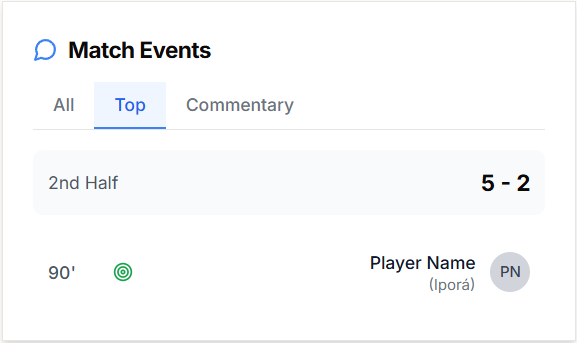 Match Events
All Top Commentary
2nd Half 5 - 2
90' Player Name PN
(Iporá)